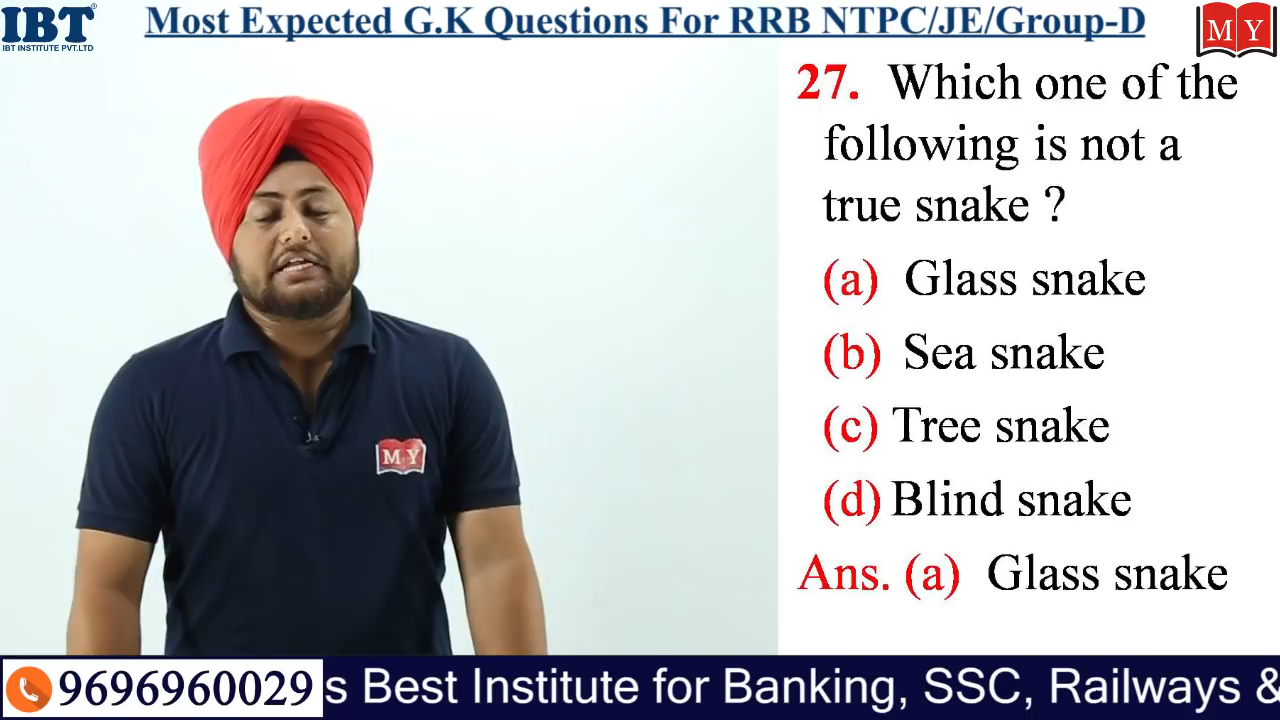 IBT®
IBT INSTITUTE PVT.LTD
Most Expected G.K Questions For RRB NTPC/JE/Group-D
MY
27. Which one of the
following is not a
true snake ?
(a) Glass snake
(b) Sea snake
(c) Tree snake
(d) Blind snake
Ans. (a) Glass snake
MY
9696960029
s Best Institute for Banking, SSC, Railways &